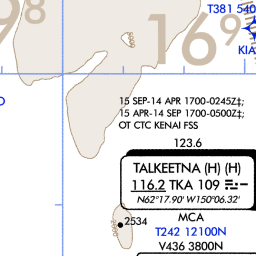 98
T381 540
16⁹
KIA
15 SEP-14 APR 1700-0245Z‡;
15 APR-14 SEP 1700-0500Z‡;
OT CTC KENAI FSS
123.6
TALKEETNA (H) (H)
116.2 TKA 109
N62°17.90' W150°06.32'
2534
MCA
T242 12100N
V436 3800N